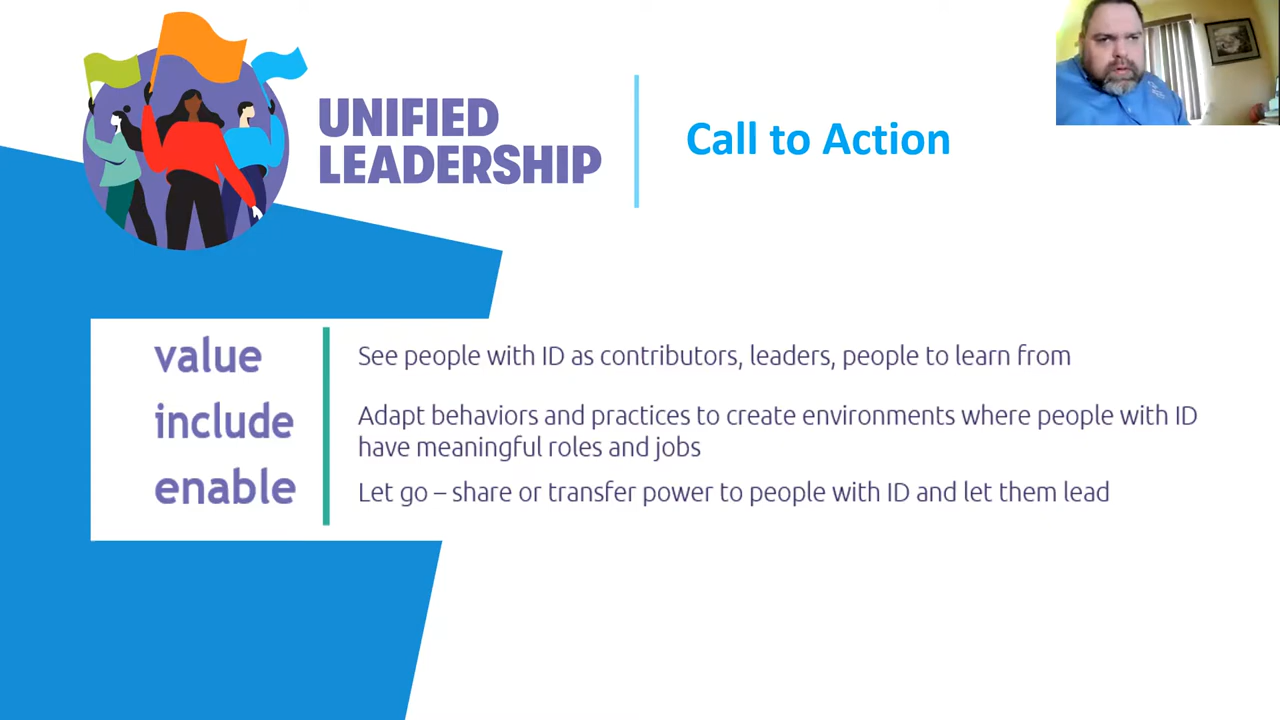 UNIFIED
LEADERSHIP
Call to Action
value
See people with ID as contributors, leaders, people to learn from
include
Adapt behaviors and practices to create environments where people with ID
have meaningful roles and jobs
enable
Let go – share or transfer power to people with ID and let them lead